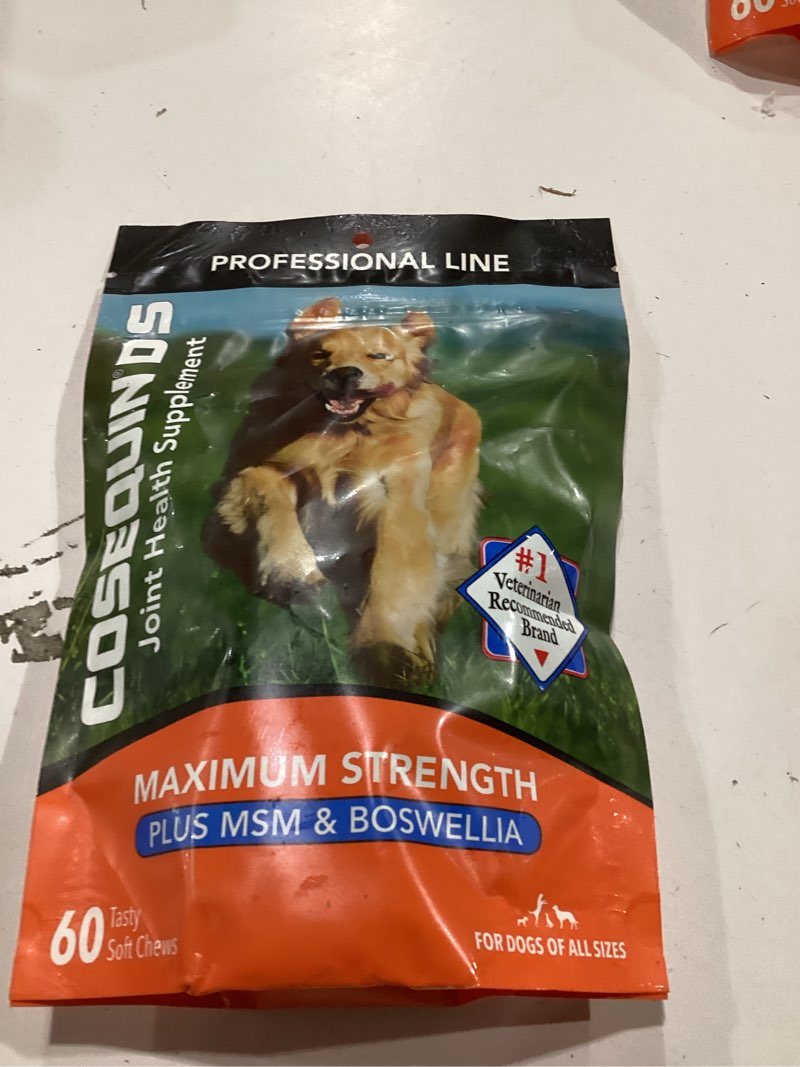 60
PROFESSIONAL LINE
COSEQUIN® DS
Joint Health Supplement
#1
Veterinarian
Recommended
Brand
MAXIMUM STRENGTH
PLUS MSM & BOSWELLIA
60 Tasty
Soft Chews
FOR DOGS OF ALL SIZES